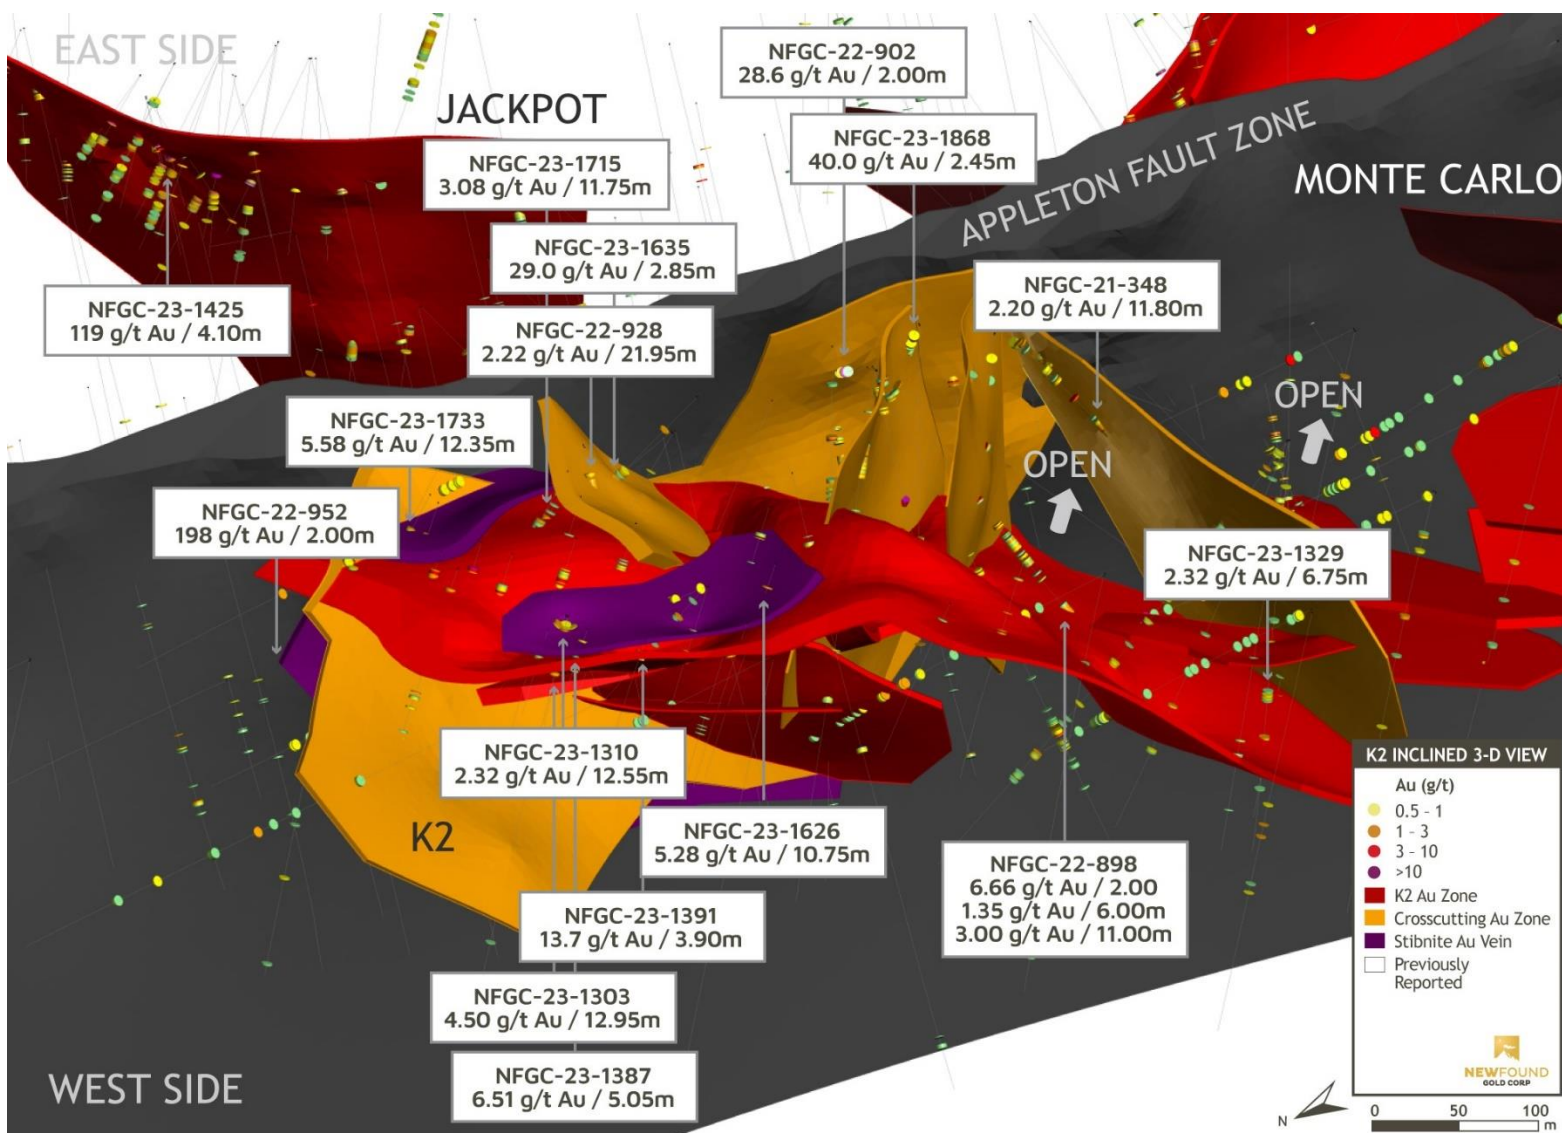 EAST SIDE
NFGC-22-902
28.6 g/t Au / 2.00m
JACKPOT
NFGC-23-1868
40.0 g/t Au / 2.45m
APPLETON FAULT ZONE
MONTE CARLO
NFGC-23-1715
3.08 g/t Au / 11.75m
NFGC-23-1635
29.0 g/t Au / 2.85m
NFGC-21-348
2.20 g/t Au / 11.80m
NFGC-23-1425
119 g/t Au / 4.10m
NFGC-22-928
2.22 g/t Au / 21.95m
OPEN
NFGC-23-1733
5.58 g/t Au / 12.35m
OPEN
NFGC-22-952
198 g/t Au / 2.00m
NFGC-23-1329
2.32 g/t Au / 6.75m
NFGC-23-1310
2.32 g/t Au / 12.55m
K2
NFGC-23-1626
5.28 g/t Au / 10.75m
NFGC-22-898
6.66 g/t Au / 2.00
1.35 g/t Au / 6.00m
3.00 g/t Au / 11.00m
NFGC-23-1391
13.7 g/t Au / 3.90m
NFGC-23-1303
4.50 g/t Au / 12.95m
NFGC-23-1387
6.51 g/t Au / 5.05m
WEST SIDE
K2 INCLINED 3-D VIEW
Au (g/t)
0.5 - 1
1 - 3
3 - 10
>10
K2 Au Zone
Crosscutting Au Zone
Stibnite Au Vein
Previously
Reported
NEWFOUND
GOLD CORP
N
0 50 100
m